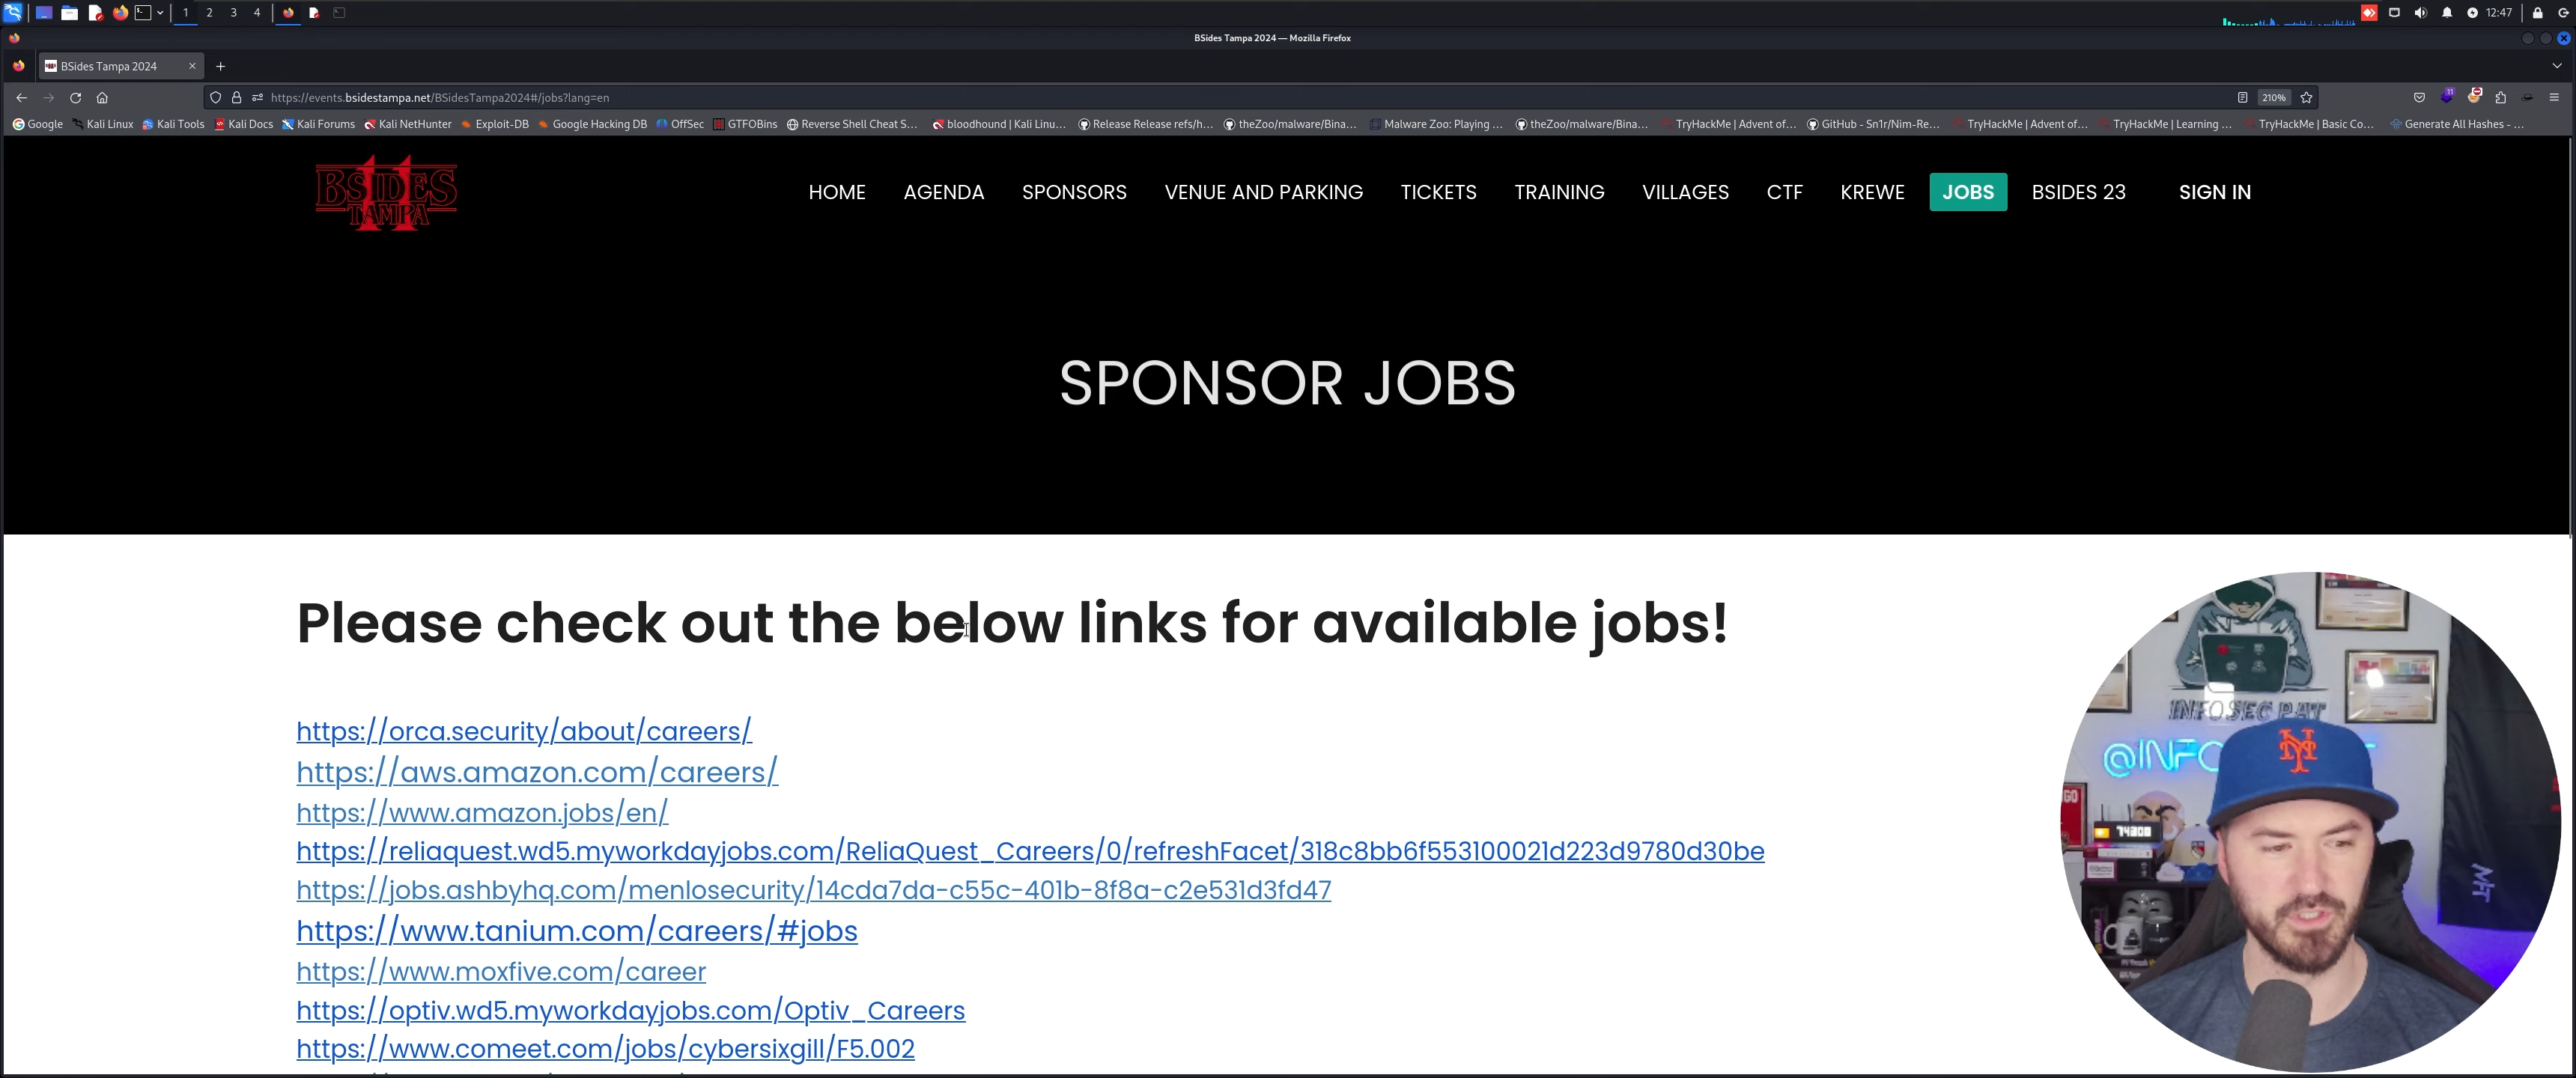 1 2 3 4 12:47
BSides Tampa 2024 — Mozilla Firefox
BSides Tampa 2024
https://events.bsidestampa.net/BSidesTampa2024#/jobs?lang=en 210% 11
Google Kali Linux Kali Tools Kali Docs Kali Forums Kali NetHunter Exploit-DB Google Hacking DB OffSec GTFOBins Reverse Shell Cheat S... bloodhound | Kali Linu... Release Release refs/h... theZoo/malware/Bina... Malware Zoo: Playing ... theZoo/malware/Bina... TryHackMe | Advent of... GitHub - Sn1r/Nim-Re... TryHackMe | Advent of... TryHackMe | Learning ... TryHackMe | Basic Co... Generate All Hashes - ...
BSIDES
TAMPA
11
HOME AGENDA SPONSORS VENUE AND PARKING TICKETS TRAINING VILLAGES CTF KREWE JOBS BSIDES 23 SIGN IN
SPONSOR JOBS
Please check out the below links for available jobs!
https://orca.security/about/careers/
https://aws.amazon.com/careers/
https://www.amazon.jobs/en/
https://reliaquest.wd5.myworkdayjobs.com/ReliaQuest_Careers/0/refreshFacet/318c8bb6f553100021d223d9780d30be
https://jobs.ashbyhq.com/menlosecurity/14cda7da-c55c-401b-8f8a-c2e531d3fd47
https://www.tanium.com/careers/#jobs
https://www.moxfive.com/career
https://optiv.wd5.myworkdayjobs.com/Optiv_Careers
https://www.comeet.com/jobs/cybersixgill/F5.002
INFOSEC PAT
@INFO
NY